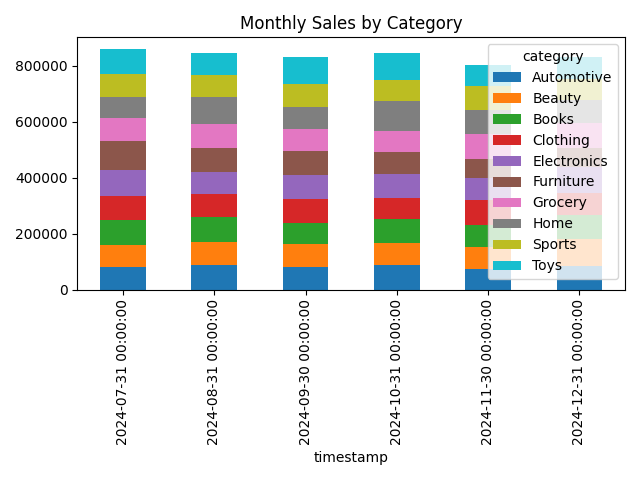 Monthly Sales by Category
800000
600000
400000
200000
0
category
Automotive
Beauty
Books
Clothing
Electronics
Furniture
Grocery
Home
Sports
Toys
2024-07-31 00:00:00
2024-08-31 00:00:00
2024-09-30 00:00:00
2024-10-31 00:00:00
2024-11-30 00:00:00
2024-12-31 00:00:00
timestamp